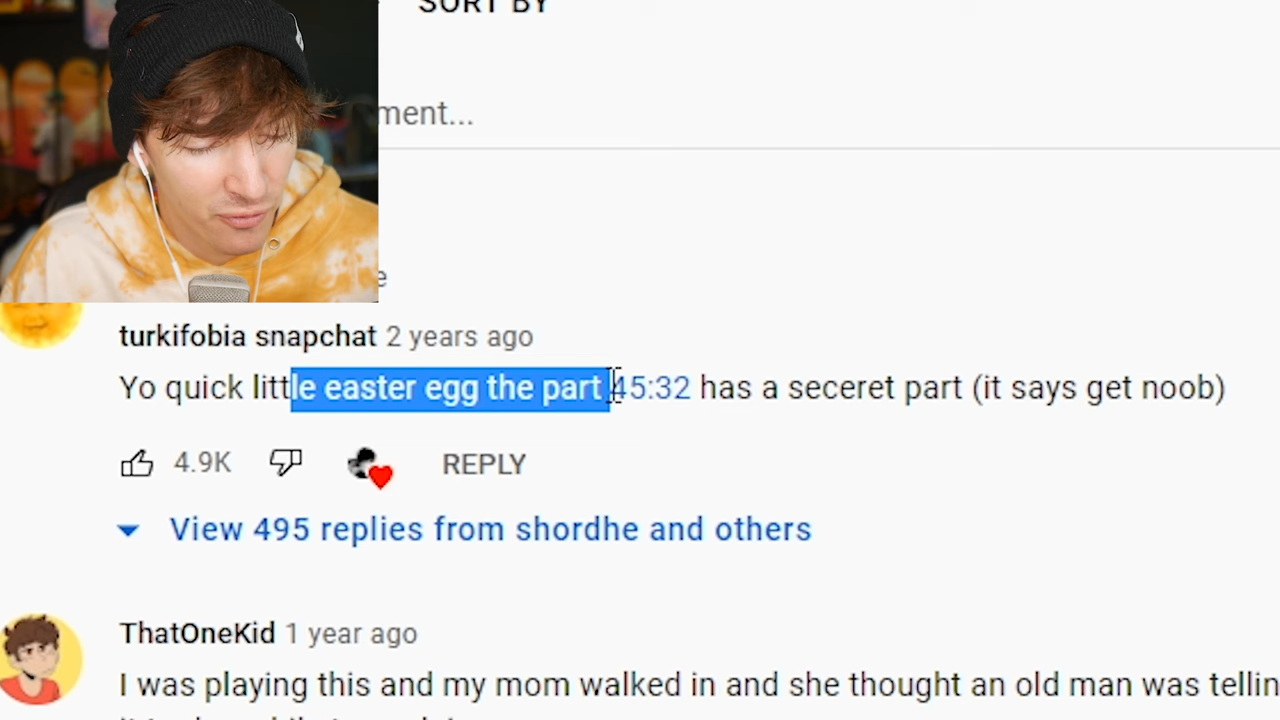 SORT BY
ment...
e
turkifobia snapchat 2 years ago
Yo quick little easter egg the part 45:32 has a seceret part (it says get noob)
4.9K REPLY
View 495 replies from shordhe and others
ThatOneKid 1 year ago
I was playing this and my mom walked in and she thought an old man was tellin